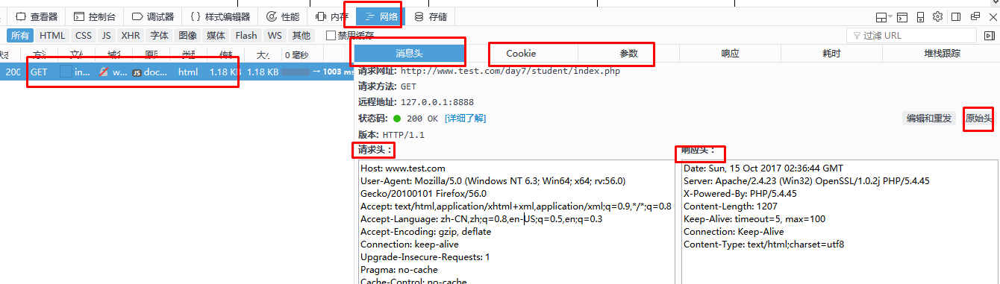 查看器 控制台 调试器 {} 样式编辑器 性能 内存 网络 存储
所有 HTML CSS JS XHR 字体 图像 媒体 Flash WS 其他 禁用缓存 过滤 URL
大小 0 毫秒 消息头 Cookie 参数 响应 耗时 堆栈跟踪
200 GET in... w... JS doc... html 1.18 KB 1.18 KB → 1003 ms
请求网址: http://www.test.com/day7/student/index.php
请求方法: GET
远程地址: 127.0.0.1:8888
状态码: 200 OK [详细了解] 编辑和重发 原始头
版本: HTTP/1.1
请求头: 响应头:
Host: www.test.com
User-Agent: Mozilla/5.0 (Windows NT 6.3; Win64; x64; rv:56.0)
Gecko/20100101 Firefox/56.0
Accept: text/html,application/xhtml+xml,application/xml;q=0.9,*/*;q=0.8
Accept-Language: zh-CN,zh;q=0.8,en-US;q=0.5,en;q=0.3
Accept-Encoding: gzip, deflate
Connection: keep-alive
Upgrade-Insecure-Requests: 1
Pragma: no-cache
Cache-Control: no-cache
Date: Sun, 15 Oct 2017 02:36:44 GMT
Server: Apache/2.4.23 (Win32) OpenSSL/1.0.2j PHP/5.4.45
X-Powered-By: PHP/5.4.45
Content-Length: 1207
Keep-Alive: timeout=5, max=100
Connection: Keep-Alive
Content-Type: text/html;charset=utf8